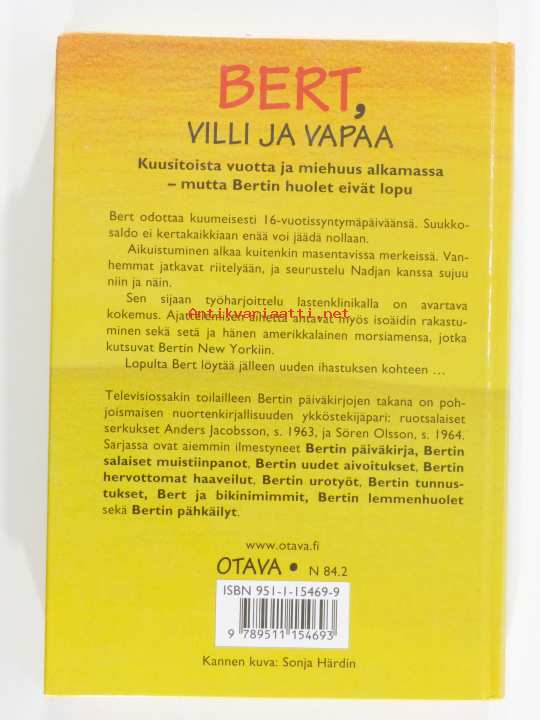 BERT,
VILLI JA VAPAA
Kuusitoista vuotta ja miehuus alkamassa
– mutta Bertin huolet eivät lopu
Bert odottaa kuumeisesti 16-vuotissyntymäpäiväänsä. Suukko-
saldo ei kertakaikkiaan enää voi jäädä nollaan.
Aikuistuminen alkaa kuitenkin masentavissa merkeissä. Van-
hemmat jatkavat riitelyään, ja seurustelu Nadjan kanssa sujuu
niin ja näin.
Sen sijaan työharjoittelu lastenklinikalla on avartava
kokemus. Ajattelemisen aihetta antavat myös isoäidin rakastu-
Antikvariaatti.net
minen sekä setä ja hänen amerikkalainen morsiamensa, jotka
kutsuvat Bertin New Yorkiin.
Lopulta Bert löytää jälleen uuden ihastuksen kohteen ...
Televisiossakin toilailleen Bertin päiväkirjojen takana on poh-
joismaisen nuortenkirjallisuuden ykköstekijäpari: ruotsalaiset
serkukset Anders Jacobsson, s. 1963, ja Sören Olsson, s. 1964.
Sarjassa ovat aiemmin ilmestyneet Bertin päiväkirja, Bertin
salaiset muistiinpanot, Bertin uudet aivoitukset, Bertin
hervottomat haaveilut, Bertin urotyöt, Bertin tunnus-
tukset, Bert ja bikinimimmit, Bertin lemmenhuolet
sekä Bertin pähkäilyt.
www.otava.fi
OTAVA • N 84.2
ISBN 951-1-15469-9
9 789511 154693
Kannen kuva: Sonja Härdin